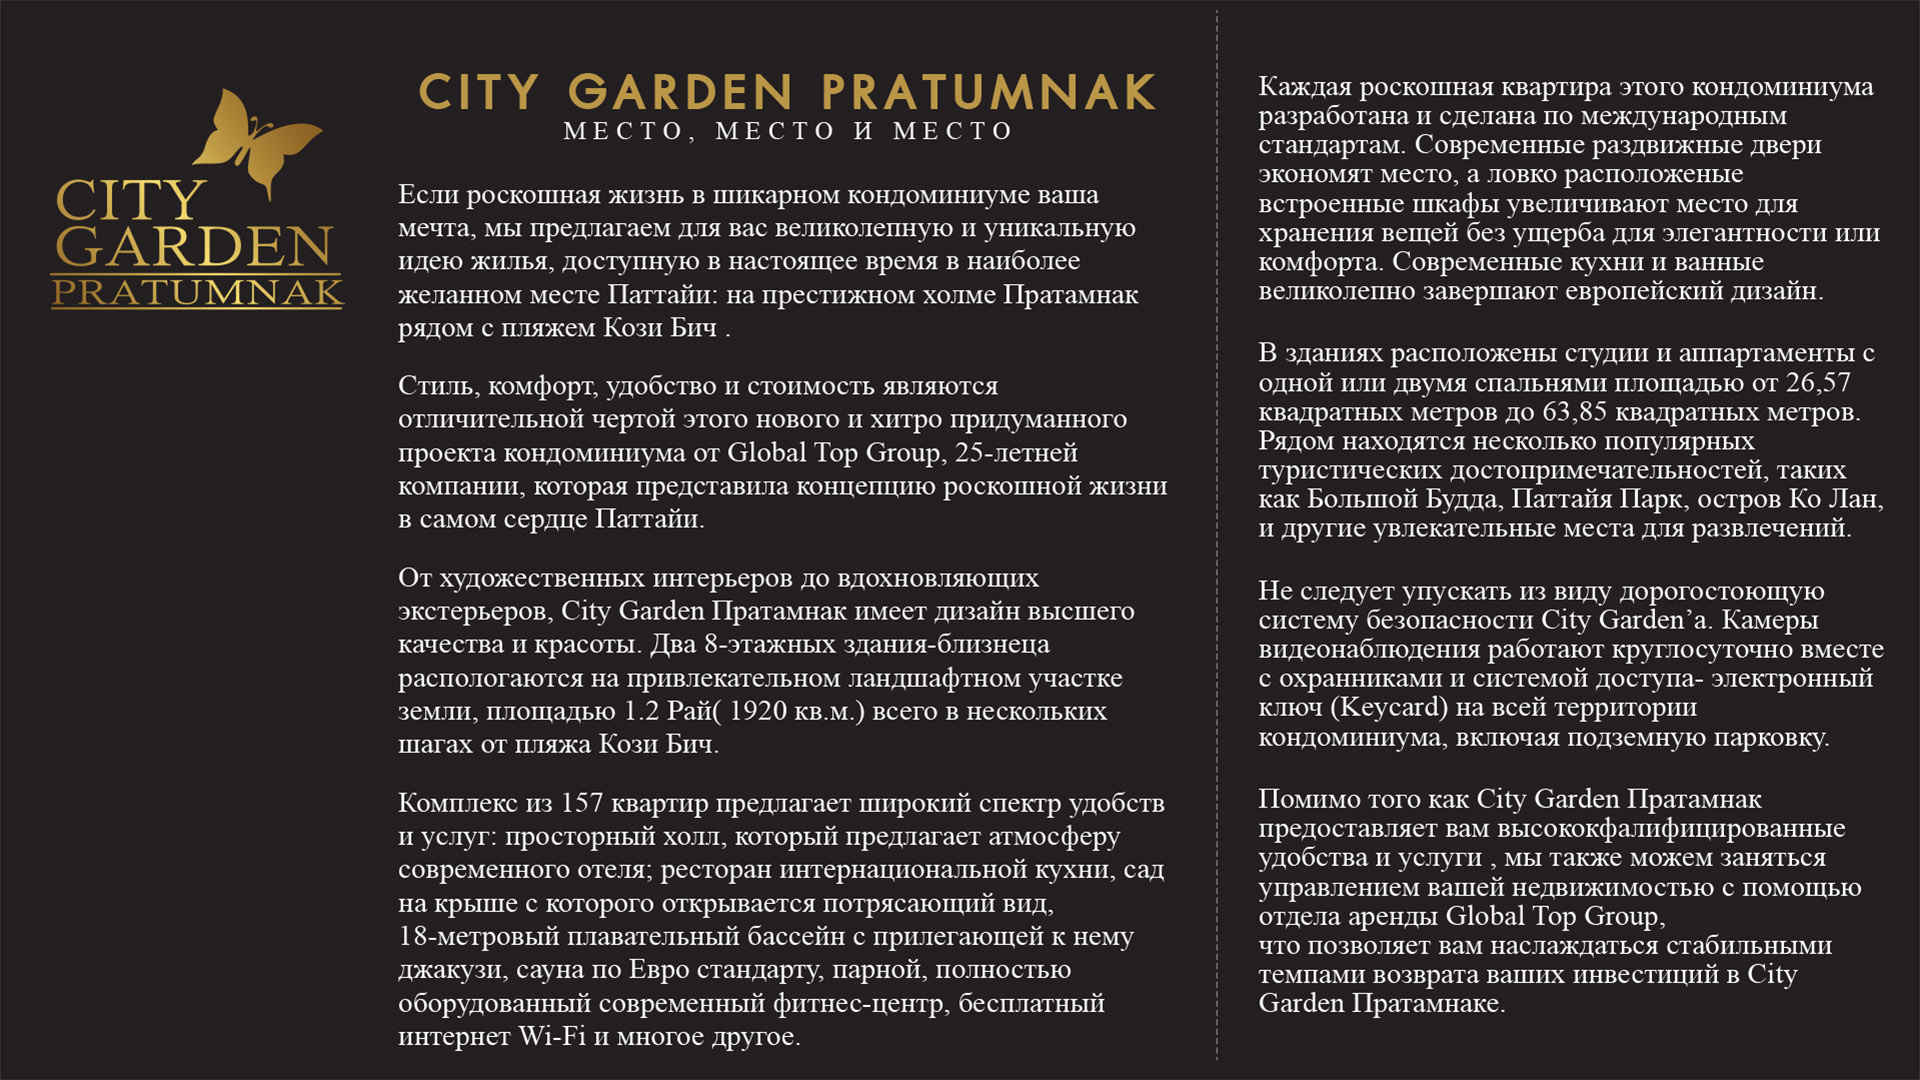 CITY
GARDEN
PRATUMNAK
CITY GARDEN PRATUMNAK
МЕСТО, МЕСТО И МЕСТО
Если роскошная жизнь в шикарном кондоминиуме ваша
мечта, мы предлагаем для вас великолепную и уникальную
идею жилья, доступную в настоящее время в наиболее
желанном месте Паттайи: на престижном холме Пратамнак
рядом с пляжем Кози Бич .
Стиль, комфорт, удобство и стоимость являются
отличительной чертой этого нового и хитро придуманного
проекта кондоминиума от Global Top Group, 25-летней
компании, которая представила концепцию роскошной жизни
в самом сердце Паттайи.
От художественных интерьеров до вдохновляющих
экстерьеров, City Garden Пратамнак имеет дизайн высшего
качества и красоты. Два 8-этажных здания-близнеца
распологаются на привлекательном ландшафтном участке
земли, площадью 1.2 Рай( 1920 кв.м.) всего в нескольких
шагах от пляжа Кози Бич.
Комплекс из 157 квартир предлагает широкий спектр удобств
и услуг: просторный холл, который предлагает атмосферу
современного отеля; ресторан интернациональной кухни, сад
на крыше с которого открывается потрясающий вид,
18-метровый плавательный бассейн с прилегающей к нему
джакузи, сауна по Евро стандарту, парной, полностью
оборудованный современный фитнес-центр, бесплатный
интернет Wi-Fi и многое другое.
Каждая роскошная квартира этого кондоминиума
разработана и сделана по международным
стандартам. Современные раздвижные двери
экономят место, а ловко расположеные
встроенные шкафы увеличивают место для
хранения вещей без ущерба для элегантности или
комфорта. Современные кухни и ванные
великолепно завершают европейский дизайн.
В зданиях расположены студии и аппартаменты с
одной или двумя спальнями площадью от 26,57
квадратных метров до 63,85 квадратных метров.
Рядом находятся несколько популярных
туристических достопримечательностей, таких
как Большой Будда, Паттайя Парк, остров Ко Лан,
и другие увлекательные места для развлечений.
Не следует упускать из виду дорогостоющую
систему безопасности City Garden’а. Камеры
видеонаблюдения работают круглосуточно вместе
с охранниками и системой доступа- электронный
ключ (Keycard) на всей территории
кондоминиума, включая подземную парковку.
Помимо того как City Garden Пратамнак
предоставляет вам высококфалифицированные
удобства и услуги , мы также можем заняться
управлением вашей недвижимостью с помощью
отдела аренды Global Top Group,
что позволяет вам наслаждаться стабильными
темпами возврата ваших инвестиций в City
Garden Пратамнаке.